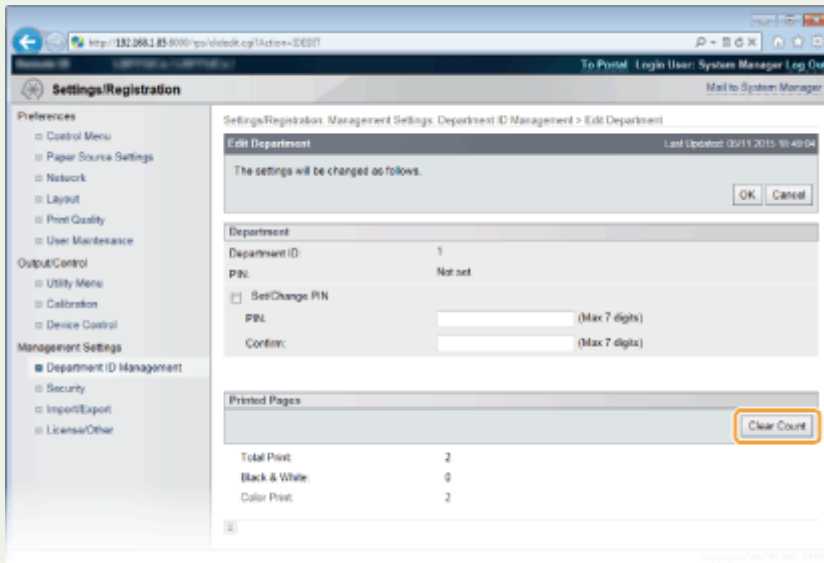 http://192.168.1.85:8000/rps/dididedit.cgi?Action=IDEDIT
To Portal Login User: System Manager Log Ou
Settings/Registration
Mail to System Manager
Preferences
Control Menu
Paper Source Settings
Network
Layout
Print Quality
User Maintenance
Output/Control
Utility Menu
Calibration
Device Control
Management Settings
Department ID Management
Security
Import/Export
License/Other
Settings/Registration: Management Settings: Department ID Management > Edit Department
Edit Department
Last Updated: 05/11 2015 18:49:04
The settings will be changed as follows.
OK Cancel
Department
Department ID: 1
PIN: Not set.
Set/Change PIN
PIN: (Max 7 digits)
Confirm: (Max 7 digits)
Printed Pages
Clear Count
Total Print: 2
Black & White: 0
Color Print: 2